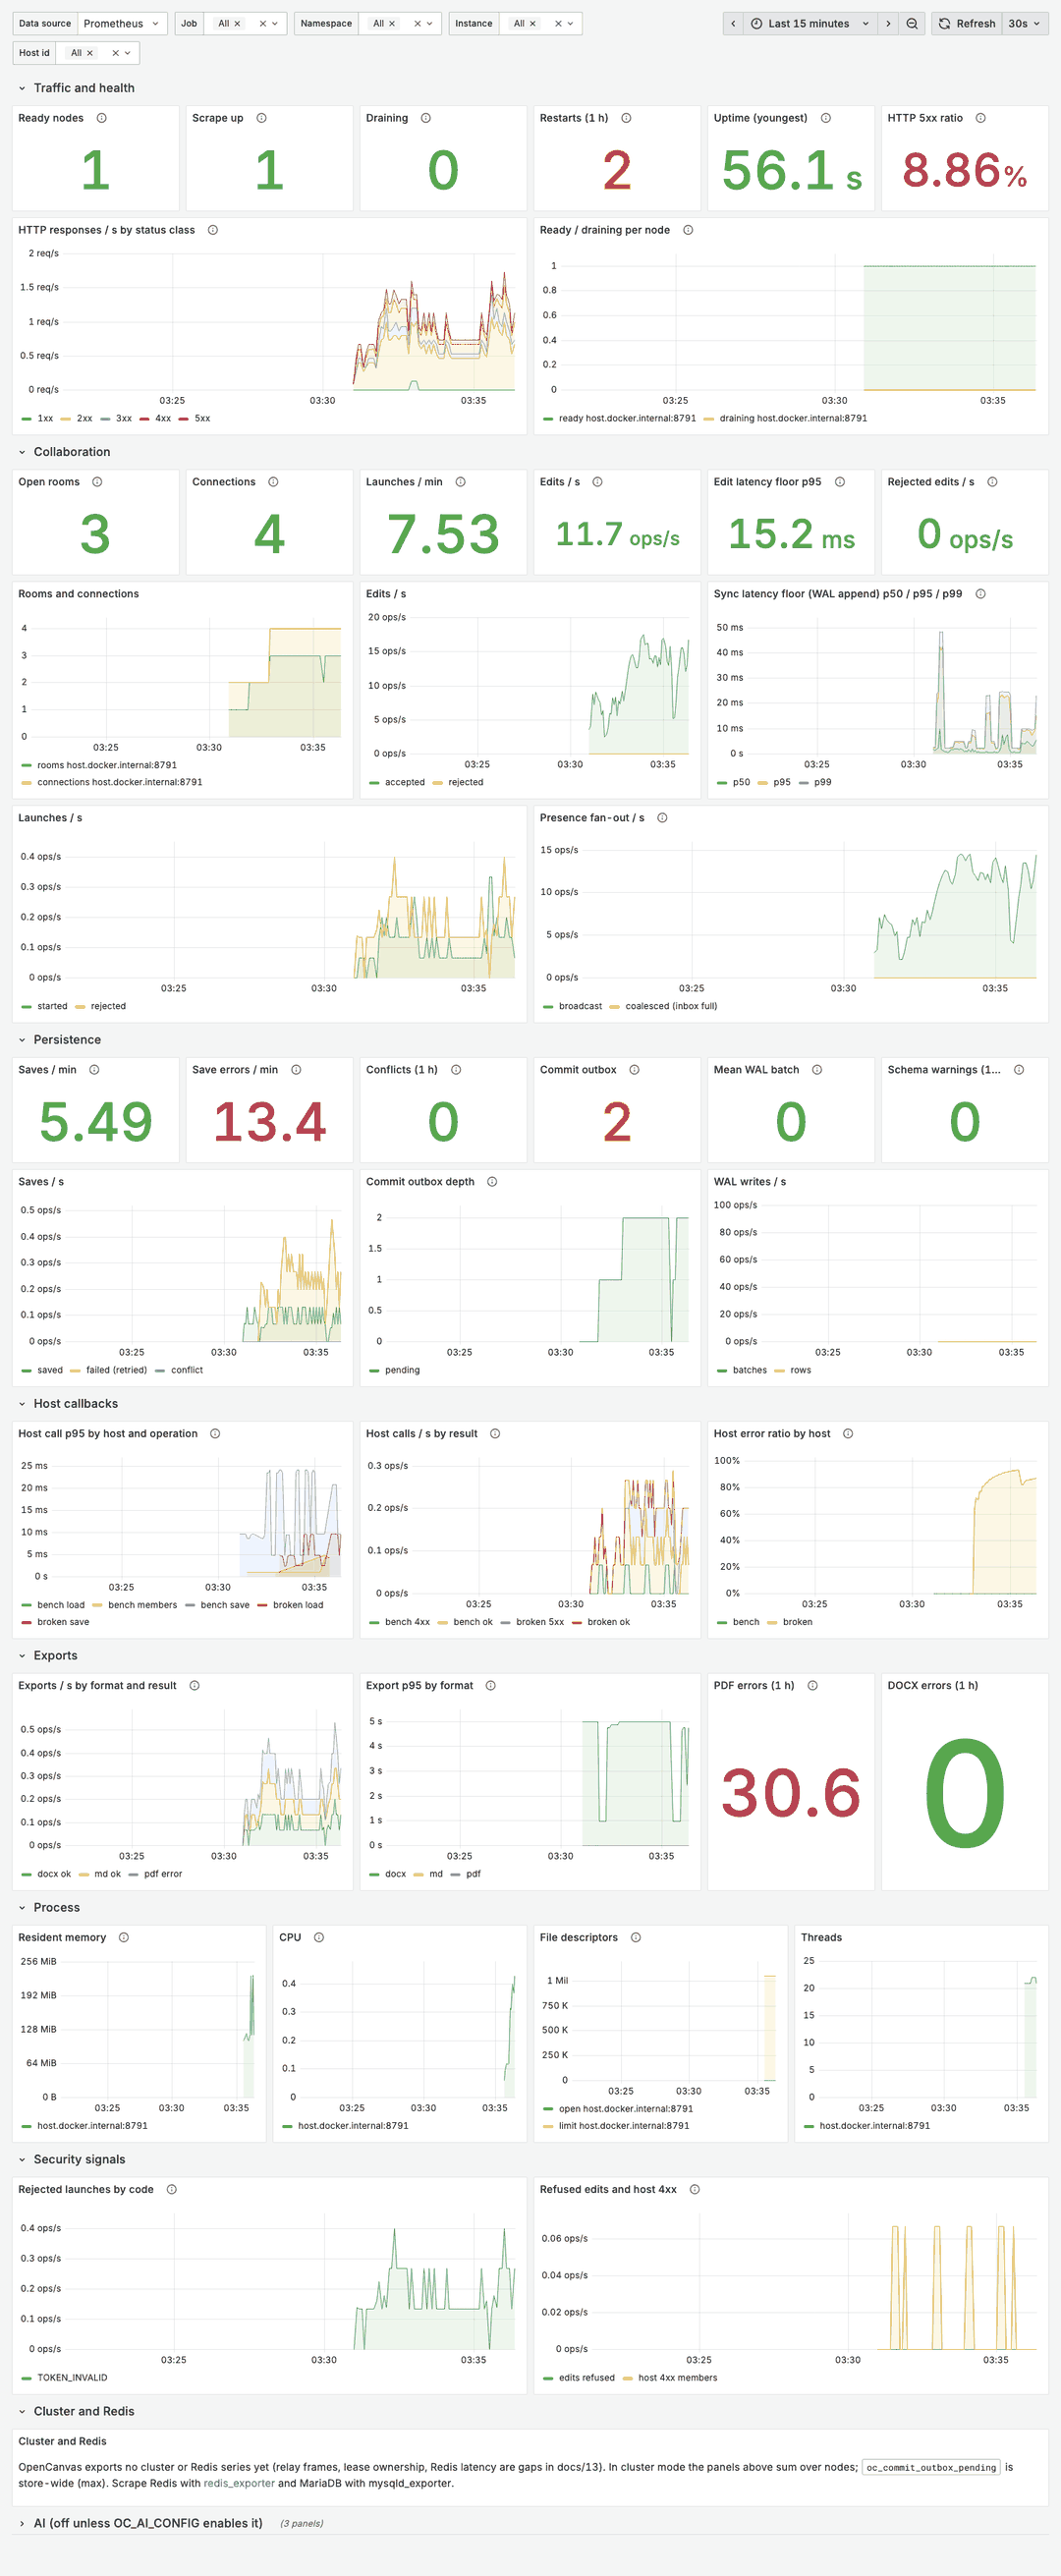 Data source Prometheus Job All Namespace All Instance All Last 15 minutes Refresh 30s
Host id All
Traffic and health
Ready nodes Scrape up Draining Restarts (1 h) Uptime (youngest) HTTP 5xx ratio
1 1 0 2 56.1 s 8.86%
HTTP responses / s by status class
2 req/s
1.5 req/s
1 req/s
0.5 req/s
0 req/s
03:25 03:30 03:35
1xx 2xx 3xx 4xx 5xx
Ready / draining per node
1
0.8
0.6
0.4
0.2
0
03:25 03:30 03:35
ready host.docker.internal:8791 draining host.docker.internal:8791
Collaboration
Open rooms Connections Launches / min Edits / s Edit latency floor p95 Rejected edits / s
3 4 7.53 11.7 ops/s 15.2 ms 0 ops/s
Rooms and connections
4
3
2
1
0
03:25 03:30 03:35
rooms host.docker.internal:8791
connections host.docker.internal:8791
Edits / s
20 ops/s
15 ops/s
10 ops/s
5 ops/s
0 ops/s
03:25 03:30 03:35
accepted rejected
Sync latency floor (WAL append) p50 / p95 / p99
50 ms
40 ms
30 ms
20 ms
10 ms
0 s
03:25 03:30 03:35
p50 p95 p99
Launches / s
0.4 ops/s
0.3 ops/s
0.2 ops/s
0.1 ops/s
0 ops/s
03:25 03:30 03:35
started rejected
Presence fan-out / s
15 ops/s
10 ops/s
5 ops/s
0 ops/s
03:25 03:30 03:35
broadcast coalesced (inbox full)
Persistence
Saves / min Save errors / min Conflicts (1 h) Commit outbox Mean WAL batch Schema warnings (1...
5.49 13.4 0 2 0 0
Saves / s
0.5 ops/s
0.4 ops/s
0.3 ops/s
0.2 ops/s
0.1 ops/s
0 ops/s
03:25 03:30 03:35
saved failed (retried) conflict
Commit outbox depth
2
1.5
1
0.5
0
03:25 03:30 03:35
pending
WAL writes / s
100 ops/s
80 ops/s
60 ops/s
40 ops/s
20 ops/s
0 ops/s
03:25 03:30 03:35
batches rows
Host callbacks
Host call p95 by host and operation
25 ms
20 ms
15 ms
10 ms
5 ms
0 s
03:25 03:30 03:35
bench load bench members bench save broken load
broken save
Host calls / s by result
0.3 ops/s
0.2 ops/s
0.1 ops/s
0 ops/s
03:25 03:30 03:35
bench 4xx bench ok broken 5xx broken ok
Host error ratio by host
100%
80%
60%
40%
20%
0%
03:25 03:30 03:35
bench broken
Exports
Exports / s by format and result
0.5 ops/s
0.4 ops/s
0.3 ops/s
0.2 ops/s
0.1 ops/s
0 ops/s
03:25 03:30 03:35
docx ok md ok pdf error
Export p95 by format
5 s
4 s
3 s
2 s
1 s
0 s
03:25 03:30 03:35
docx md pdf
PDF errors (1 h)
30.6
DOCX errors (1 h)
0
Process
Resident memory
256 MiB
192 MiB
128 MiB
64 MiB
0 B
03:25 03:30 03:35
host.docker.internal:8791
CPU
0.4
0.3
0.2
0.1
0
03:25 03:30 03:35
host.docker.internal:8791
File descriptors
1 Mil
750 K
500 K
250 K
0
03:25 03:30 03:35
open host.docker.internal:8791
limit host.docker.internal:8791
Threads
25
20
15
10
5
0
03:25 03:30 03:35
host.docker.internal:8791
Security signals
Rejected launches by code
0.4 ops/s
0.3 ops/s
0.2 ops/s
0.1 ops/s
0 ops/s
03:25 03:30 03:35
TOKEN_INVALID
Refused edits and host 4xx
0.06 ops/s
0.04 ops/s
0.02 ops/s
0 ops/s
03:25 03:30 03:35
edits refused host 4xx members
Cluster and Redis
Cluster and Redis
OpenCanvas exports no cluster or Redis series yet (relay frames, lease ownership, Redis latency are gaps in docs/13). In cluster mode the panels above sum over nodes; oc_commit_outbox_pending is
store-wide (max). Scrape Redis with redis_exporter and MariaDB with mysqld_exporter.
AI (off unless OC_AI_CONFIG enables it) (3 panels)